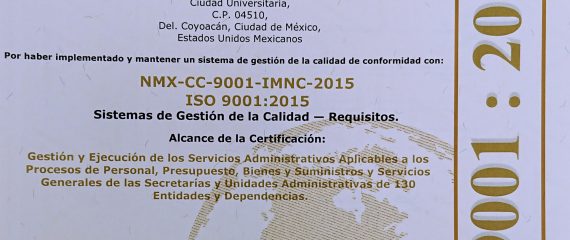 Ciudad Universitaria,
C.P. 04510,
Del. Coyoacán, Ciudad de México,
Estados Unidos Mexicanos
Por haber implementado y mantener un sistema de gestión de la calidad de conformidad con:
NMX-CC-9001-IMNC-2015
ISO 9001:2015
Sistemas de Gestión de la Calidad — Requisitos.
Alcance de la Certificación:
Gestión y Ejecución de los Servicios Administrativos Aplicables a los
Procesos de Personal, Presupuesto, Bienes y Suministros y Servicios
Generales de las Secretarías y Unidades Administrativas de 130
Entidades y Dependencias.
001 : 20